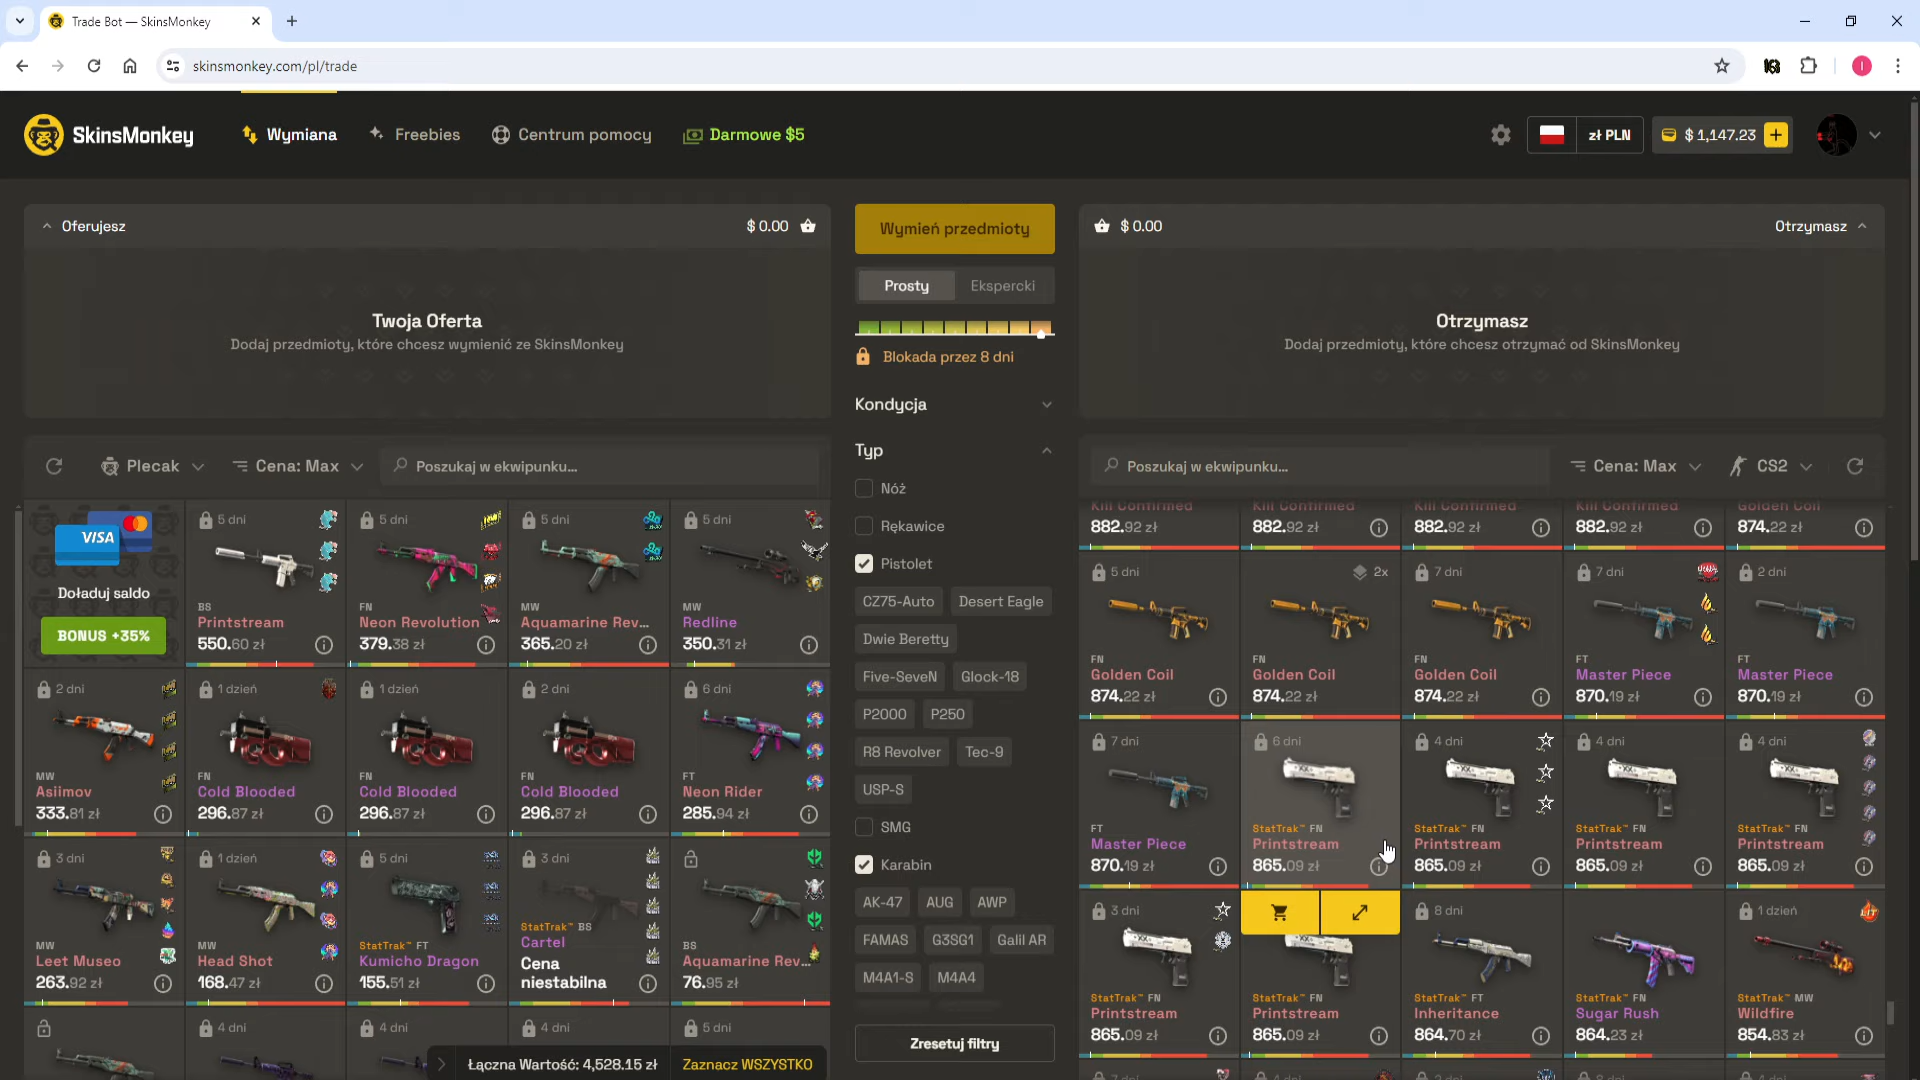 Trade Bot — SkinsMonkey
skinsmonkey.com/pl/trade
SkinsMonkey
Wymiana
Freebies
Centrum pomocy
Darmowe $5
zł PLN
$ 1,147.23
Oferujesz
$ 0.00
Twoja Oferta
Dodaj przedmioty, które chcesz wymienić ze SkinsMonkey
Wymień przedmioty
Prosty
Ekspercki
Blokada przez 8 dni
$ 0.00
Otrzymasz
Otrzymasz
Dodaj przedmioty, które chcesz otrzymać od SkinsMonkey
Plecak
Cena: Max
Poszukaj w ekwipunku...
VISA
Doładuj saldo
BONUS +35%
5 dni
BS
Printstream
550.60 zł
5 dni
FN
Neon Revolution
379.38 zł
5 dni
MW
Aquamarine Rev...
365.20 zł
5 dni
MW
Redline
350.31 zł
2 dni
MW
Asiimov
333.81 zł
1 dzień
FN
Cold Blooded
296.87 zł
1 dzień
FN
Cold Blooded
296.87 zł
2 dni
FN
Cold Blooded
296.87 zł
6 dni
FT
Neon Rider
285.94 zł
3 dni
MW
Leet Museo
263.92 zł
1 dzień
MW
Head Shot
168.47 zł
5 dni
StatTrak™ FT
Kumicho Dragon
155.51 zł
3 dni
StatTrak™ BS
Cartel
Cena
niestabilna
BS
Aquamarine Rev...
76.95 zł
4 dni
4 dni
4 dni
5 dni
Łączna Wartość: 4,528.15 zł
Zaznacz WSZYSTKO
Kondycja
Typ
Nóż
Rękawice
Pistolet
CZ75-Auto
Desert Eagle
Dwie Beretty
Five-SeveN
Glock-18
P2000
P250
R8 Revolver
Tec-9
USP-S
SMG
Karabin
AK-47
AUG
AWP
FAMAS
G3SG1
Galil AR
M4A1-S
M4A4
Zresetuj filtry
Poszukaj w ekwipunku...
Cena: Max
CS2
Kill Confirmed
882.92 zł
Kill Confirmed
882.92 zł
Kill Confirmed
882.92 zł
Kill Confirmed
882.92 zł
Golden Coil
874.22 zł
5 dni
FN
Golden Coil
874.22 zł
2x
FN
Golden Coil
874.22 zł
7 dni
FN
Golden Coil
874.22 zł
7 dni
FT
Master Piece
870.19 zł
2 dni
FT
Master Piece
870.19 zł
7 dni
FT
Master Piece
870.19 zł
6 dni
StatTrak™ FN
Printstream
865.09 zł
4 dni
StatTrak™ FN
Printstream
865.09 zł
4 dni
StatTrak™ FN
Printstream
865.09 zł
4 dni
StatTrak™ FN
Printstream
865.09 zł
3 dni
StatTrak™ FN
Printstream
865.09 zł
StatTrak™ FN
Printstream
865.09 zł
8 dni
StatTrak™ FT
Inheritance
864.70 zł
FN
Sugar Rush
864.23 zł
1 dzień
StatTrak™ MW
Wildfire
854.83 zł